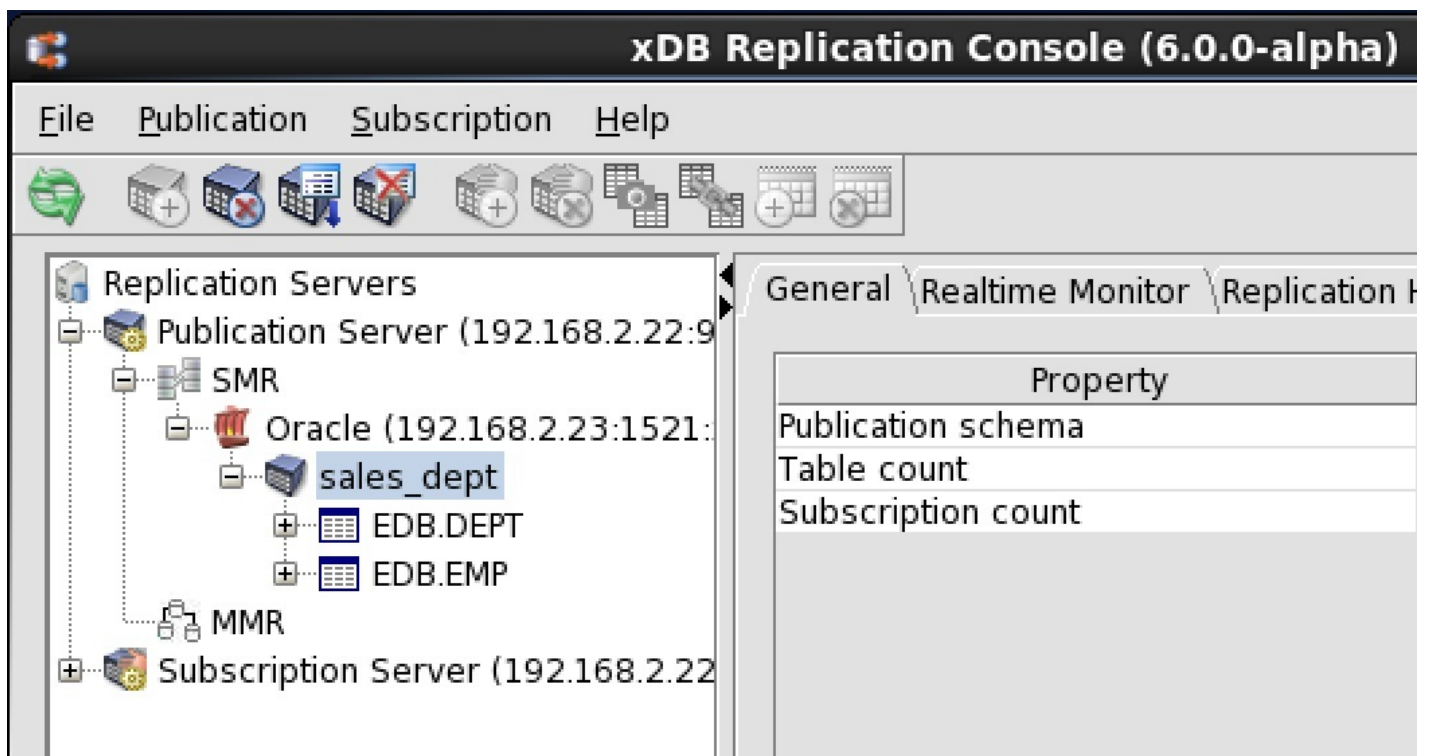 xDB Replication Console (6.0.0-alpha)
File Publication Subscription Help
Replication Servers
Publication Server (192.168.2.22:9
SMR
Oracle (192.168.2.23:1521:
sales_dept
EDB.DEPT
EDB.EMP
MMR
Subscription Server (192.168.2.22
General Realtime Monitor Replication H
Property
Publication schema
Table count
Subscription count